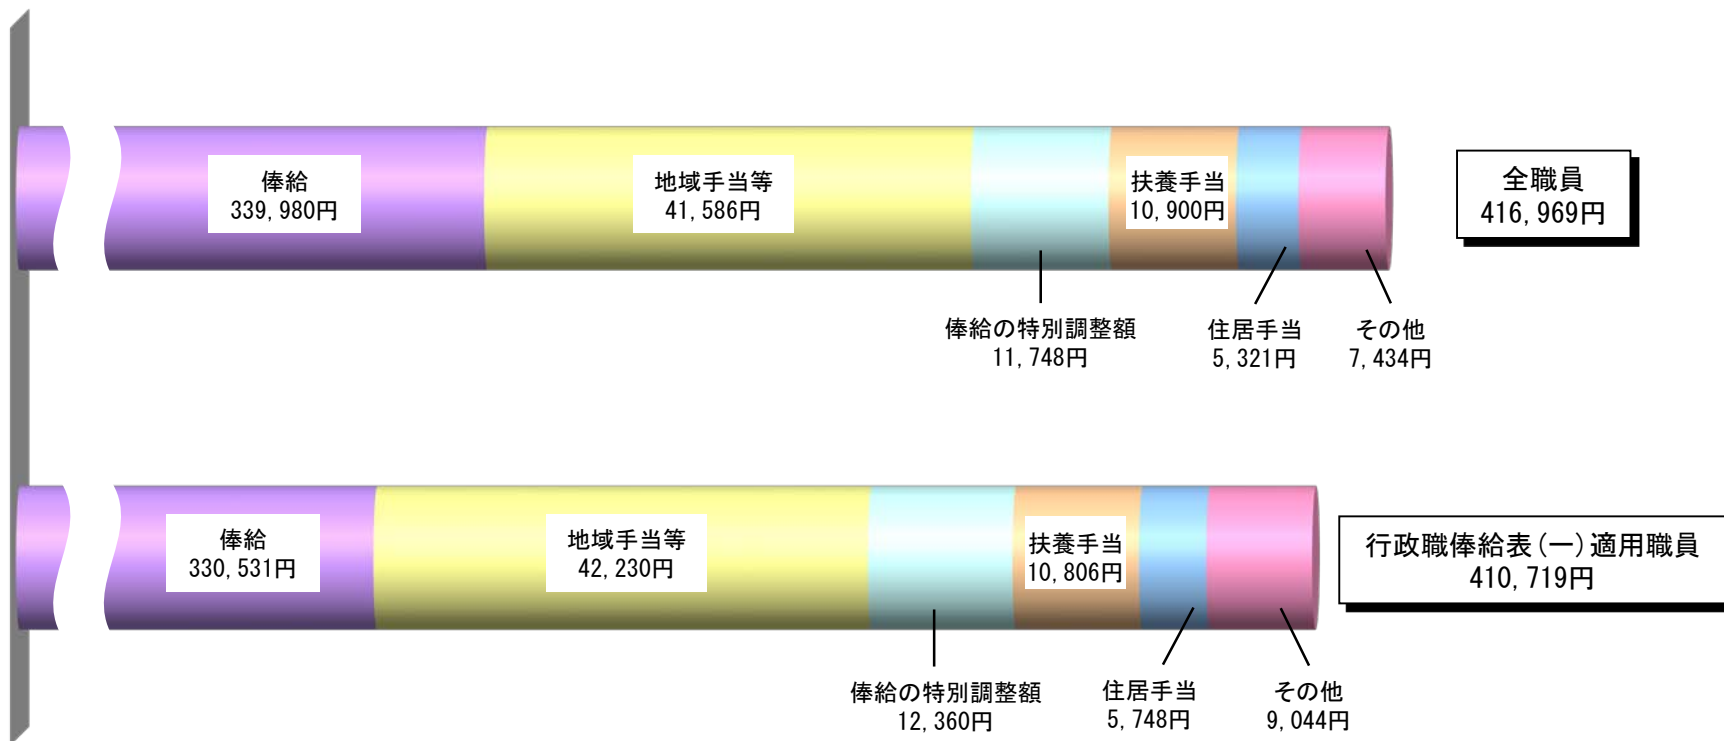 俸給
339,980円
地域手当等
41,586円
扶養手当
10,900円
全職員
416,969円
俸給の特別調整額
11,748円
住居手当
5,321円
その他
7,434円
俸給
330,531円
地域手当等
42,230円
扶養手当
10,806円
行政職俸給表(一)適用職員
410,719円
俸給の特別調整額
12,360円
住居手当
5,748円
その他
9,044円